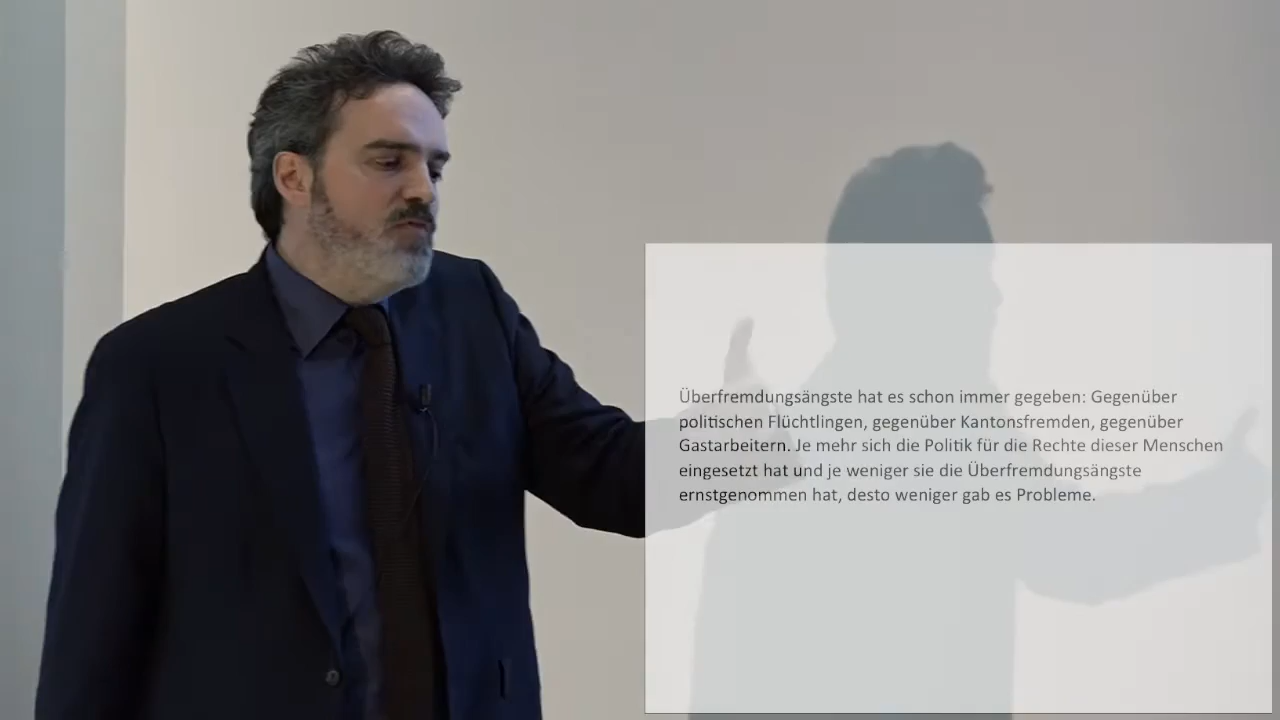 Überfremdungsängste hat es schon immer gegeben: Gegenüber
politischen Flüchtlingen, gegenüber Kantonsfremden, gegenüber
Gastarbeitern. Je mehr sich die Politik für die Rechte dieser Menschen
eingesetzt hat und je weniger sie die Überfremdungsängste
ernstgenommen hat, desto weniger gab es Probleme.